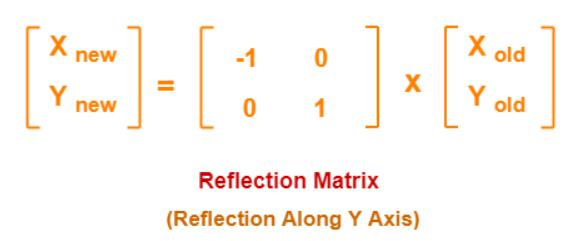 X new = -1 0 x X old
Y new 0 1 Y old
Reflection Matrix
(Reflection Along Y Axis)